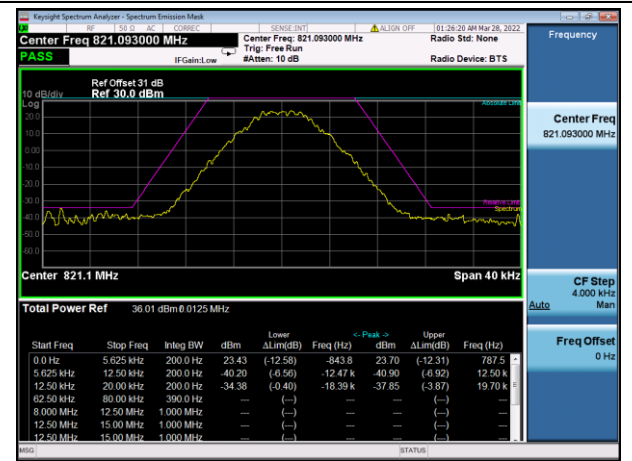 Keysight Spectrum Analyzer - Spectrum Emission Mask
RF 50 Ω AC CORREC SENSE:INT ALIGN OFF 01:26:20 AM Mar 28, 2022
Center Freq 821.093000 MHz
Center Freq: 821.093000 MHz
Radio Std: None
Trig: Free Run
PASS
IFGain:Low
#Atten: 10 dB
Radio Device: BTS
Ref Offset 31 dB
10 dB/div Ref 30.0 dBm
Log
Absolute Limit
20.0
10.0
0.00
-10.0
-20.0
-30.0
Relative Limit
Spectrum
-40.0
-50.0
-60.0
Center 821.1 MHz
Span 40 kHz
Total Power Ref 36.01 dBm/ 0.0125 MHz
Lower <- Peak -> Upper
Start Freq Stop Freq Integ BW dBm ΔLim(dB) Freq (Hz) dBm ΔLim(dB) Freq (Hz)
0.0 Hz 5.625 kHz 200.0 Hz 23.43 (-12.58) -843.8 23.70 (-12.31) 787.5
5.625 kHz 12.50 kHz 200.0 Hz -40.20 (-6.56) -12.47 k -40.90 (-6.92) 12.50 k
12.50 kHz 20.00 kHz 200.0 Hz -34.38 (-0.40) -18.39 k -37.85 (-3.87) 19.70 k
62.50 kHz 80.00 kHz 390.0 Hz --- (---) --- --- (---) ---
8.000 MHz 12.50 MHz 1.000 MHz --- (---) --- --- (---) ---
12.50 MHz 15.00 MHz 1.000 MHz --- (---) --- --- (---) ---
12.50 MHz 15.00 MHz 1.000 MHz --- (---) --- --- (---) ---
MSG
STATUS
Frequency
Center Freq
821.093000 MHz
CF Step
4.000 kHz
Auto Man
Freq Offset
0 Hz